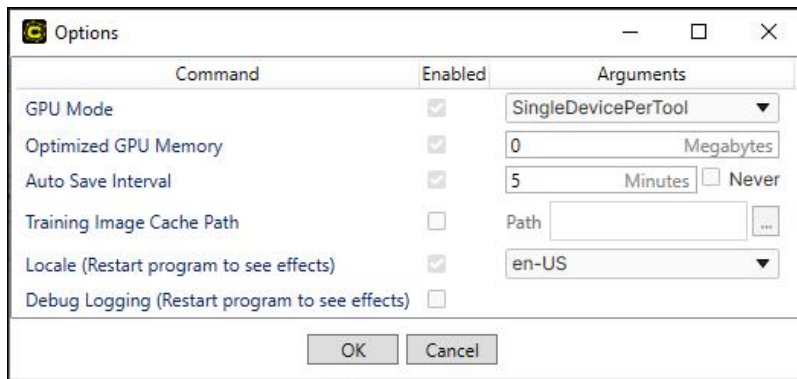 Options
Command Enabled Arguments
GPU Mode SingleDevicePerTool
Optimized GPU Memory 0 Megabytes
Auto Save Interval 5 Minutes Never
Training Image Cache Path Path ...
Locale (Restart program to see effects) en-US
Debug Logging (Restart program to see effects)
OK Cancel